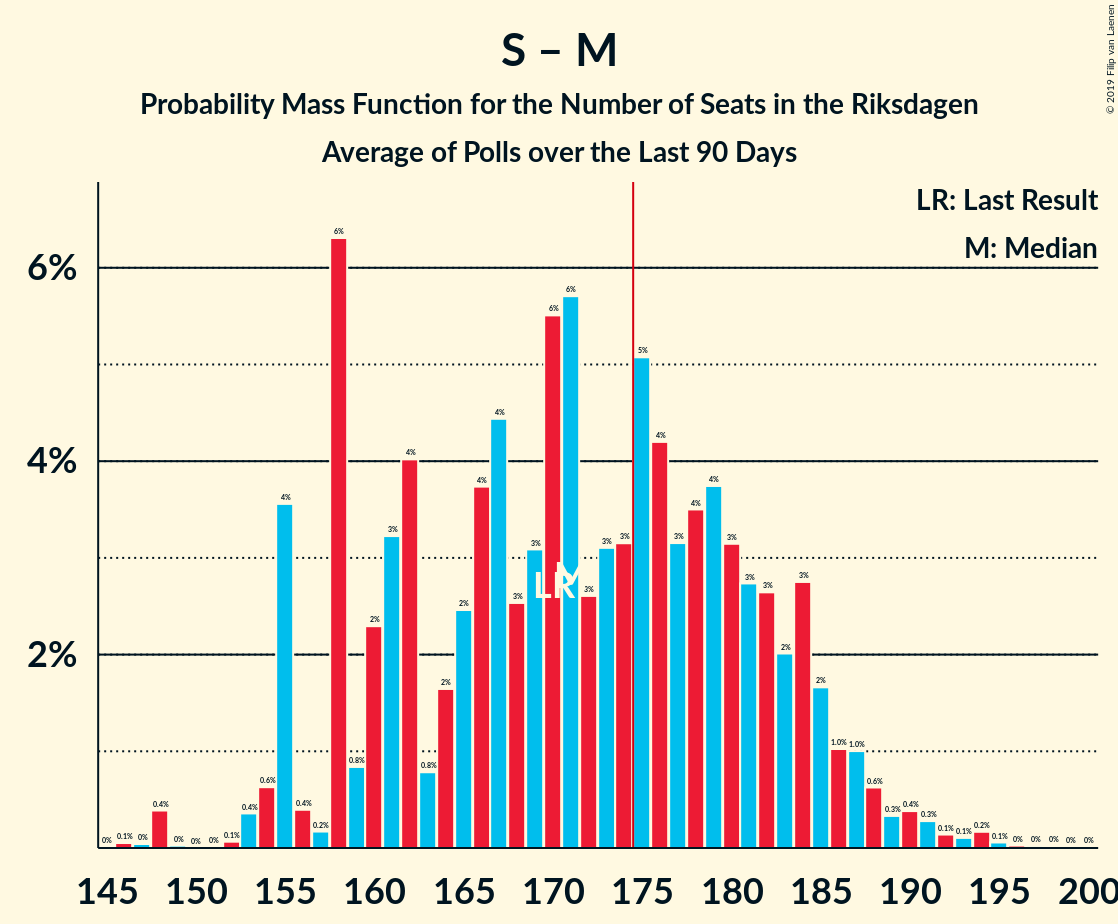 S – M
Probability Mass Function for the Number of Seats in the Riksdagen
Average of Polls over the Last 90 Days
© 2019 Filip van Laenen
LR: Last Result
M: Median
6%
4%
2%
0% 0.1% 0% 0.4% 0% 0% 0% 0.1% 0.4% 0.6% 4% 0.4% 0.2% 6% 0.8% 2% 3% 4% 0.8% 2% 2% 4% 4% 3% 3% 6% 6% 3% 3% 3% 5% 4% 3% 4% 4% 3% 3% 3% 2% 3% 2% 1.0% 1.0% 0.6% 0.3% 0.4% 0.3% 0.1% 0.1% 0.2% 0.1% 0% 0% 0% 0% 0%
LR M
145 150 155 160 165 170 175 180 185 190 195 200